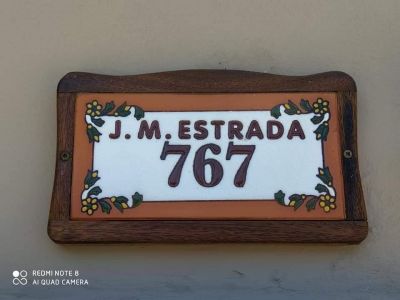 J. M. ESTRADA
767
REDMI NOTE 8
AI QUAD CAMERA